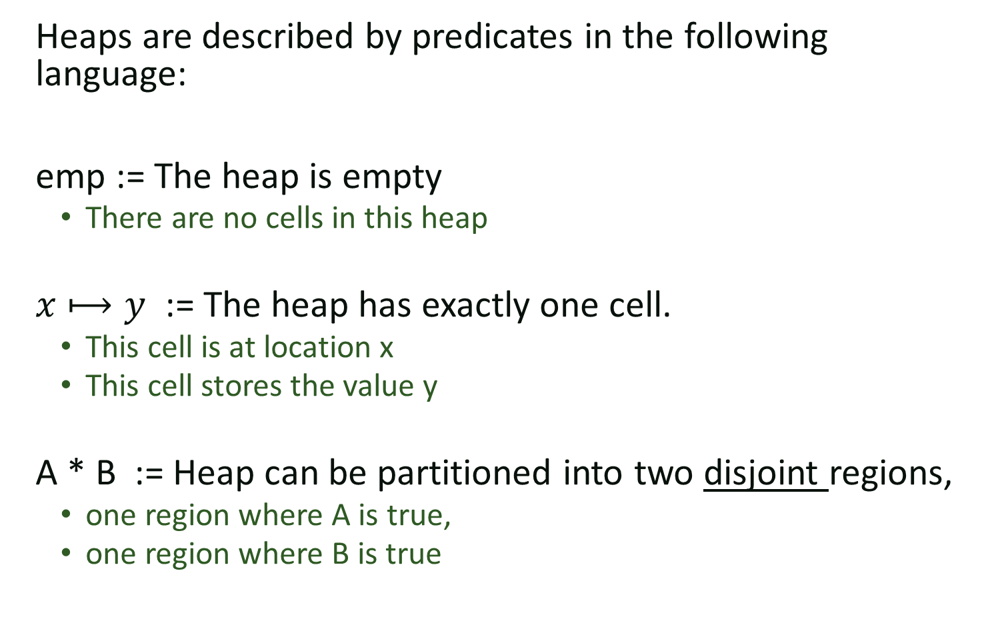 Heaps are described by predicates in the following
language:
emp := The heap is empty
• There are no cells in this heap
𝑥 ⟼ 𝑦 := The heap has exactly one cell.
• This cell is at location x
• This cell stores the value y
A * B := Heap can be partitioned into two disjoint regions,
• one region where A is true,
• one region where B is true